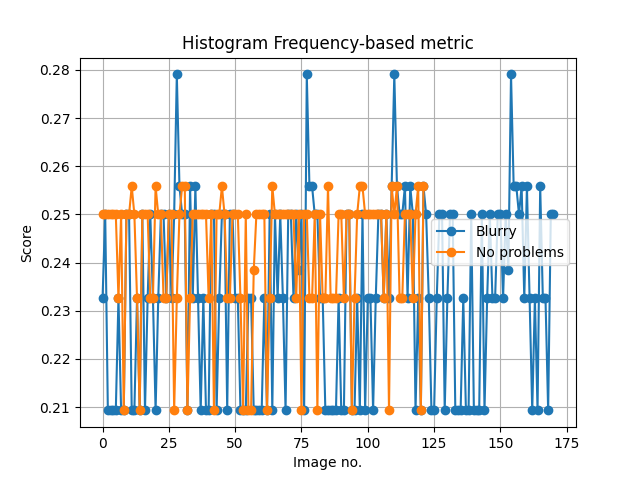 Histogram Frequency-based metric
0.28
0.27
0.26
0.25
0.24
0.23
0.22
0.21
Score
Blurry
No problems
0 25 50 75 100 125 150 175
Image no.